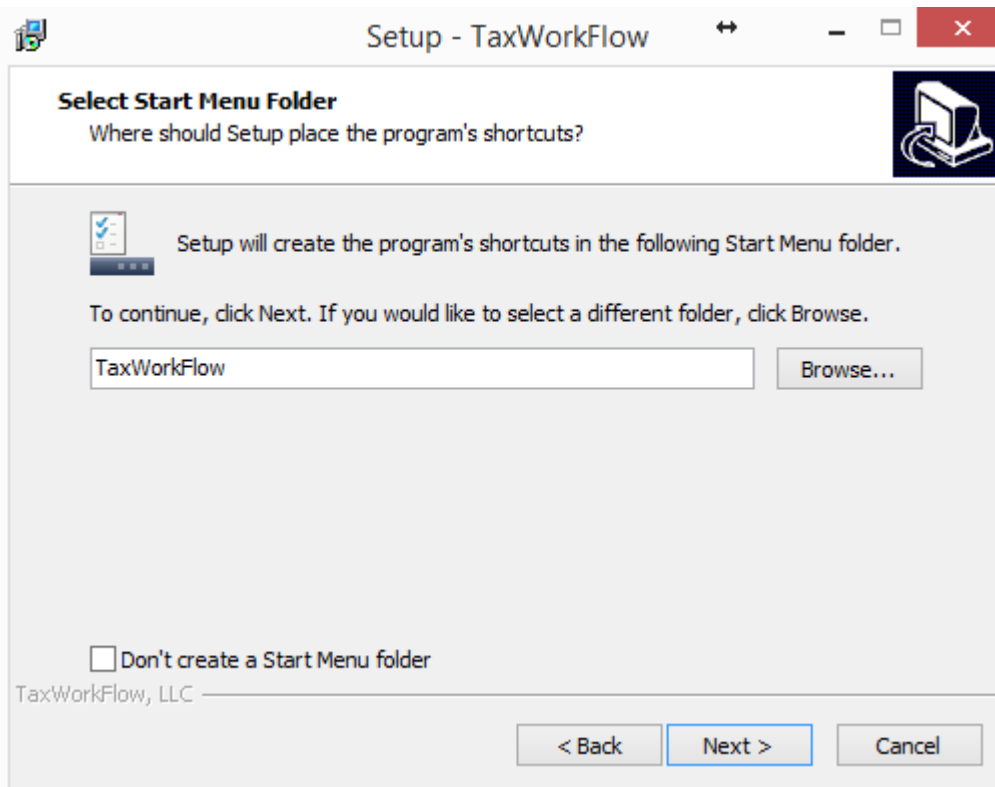 Setup - TaxWorkFlow
Select Start Menu Folder
Where should Setup place the program's shortcuts?
Setup will create the program's shortcuts in the following Start Menu folder.
To continue, click Next. If you would like to select a different folder, click Browse.
TaxWorkFlow
Browse...
Don't create a Start Menu folder
TaxWorkFlow, LLC
< Back
Next >
Cancel